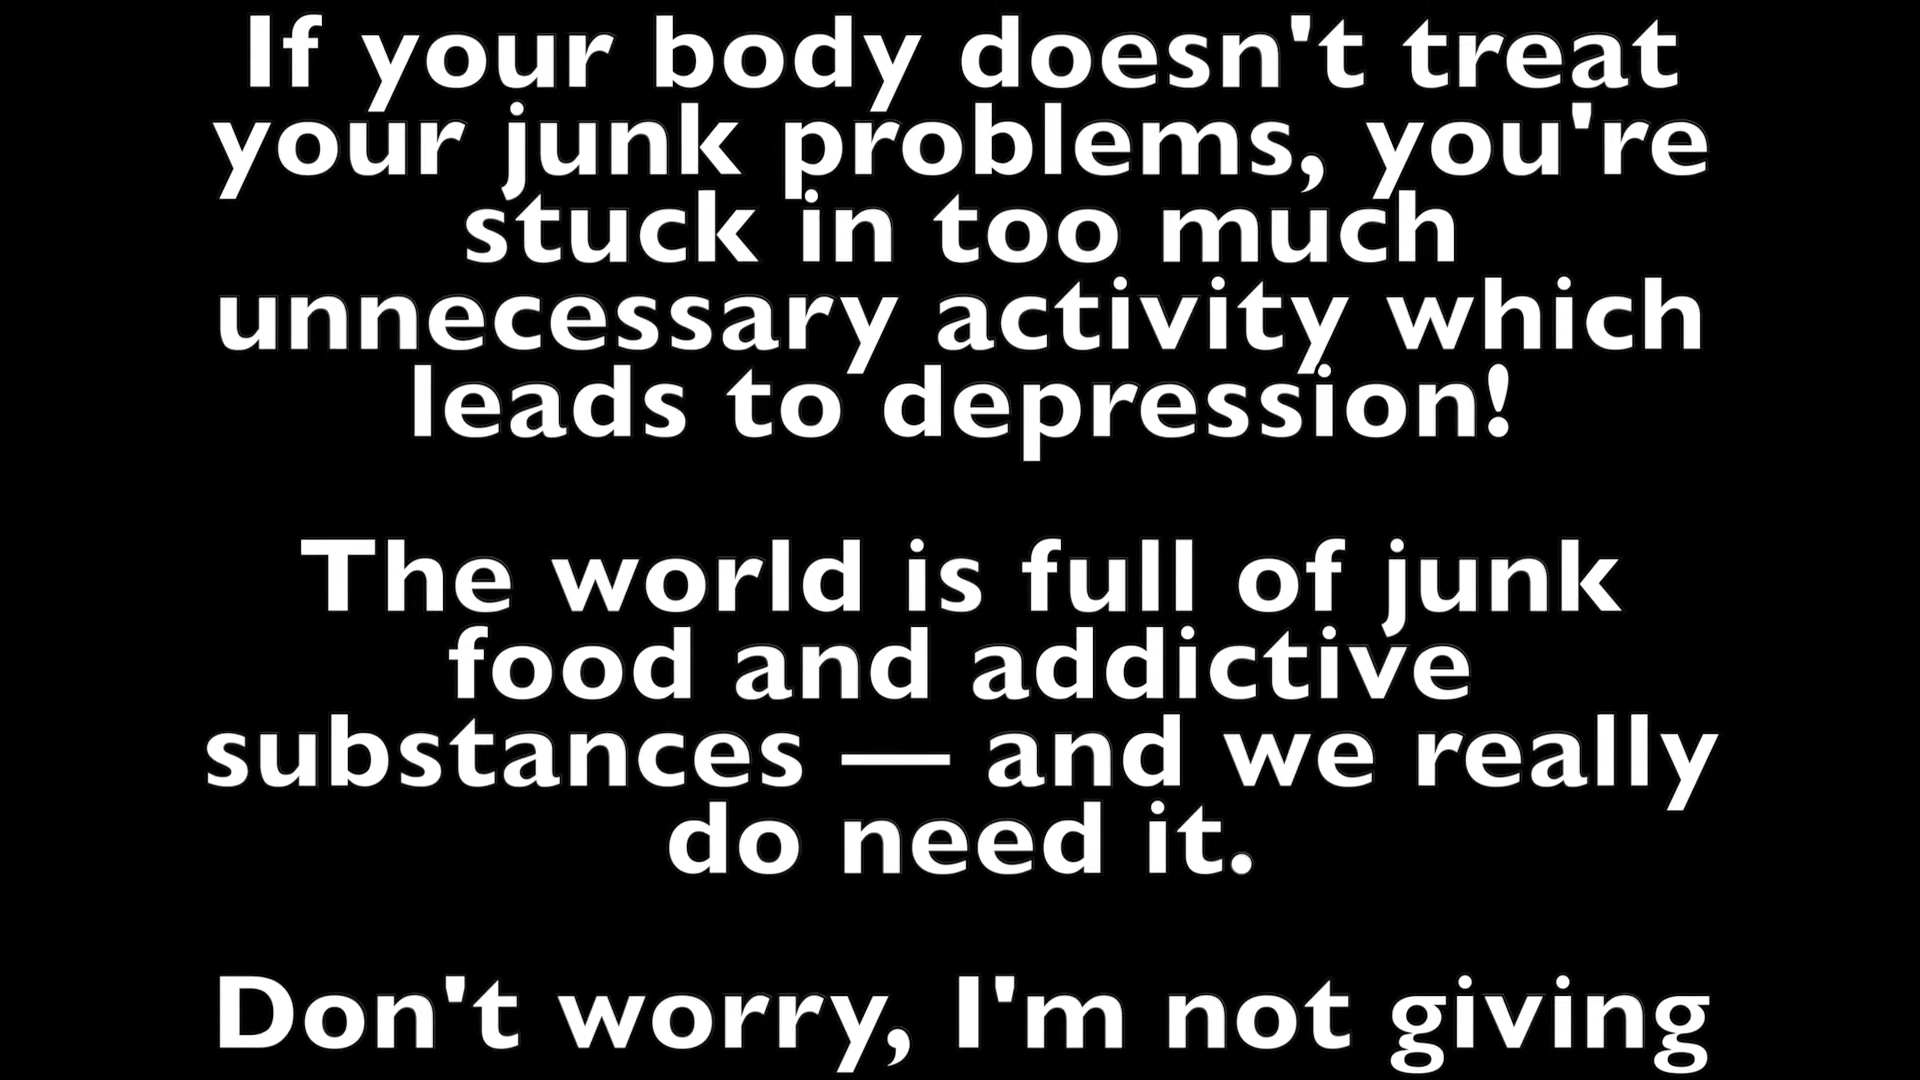 If your body doesn't treat
your junk problems, you're
stuck in too much
unnecessary activity which
leads to depression!
The world is full of junk
food and addictive
substances — and we really
do need it.
Don't worry, I'm not giving